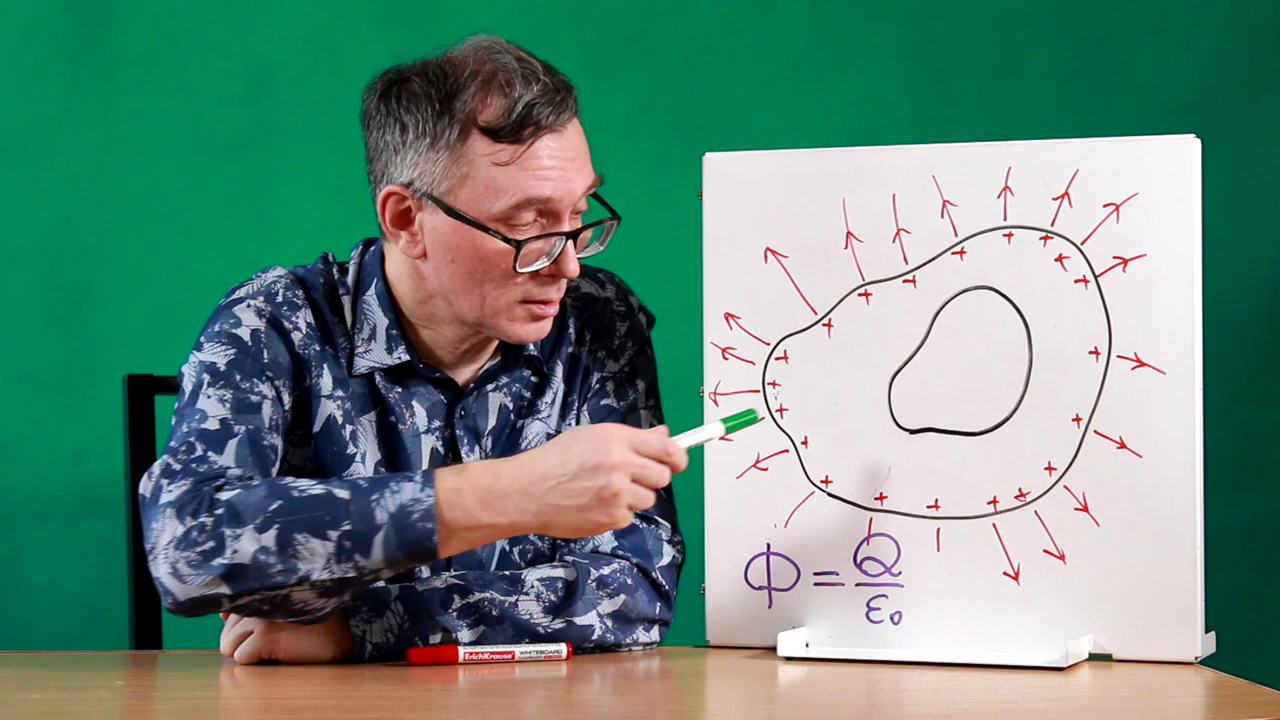 Φ = Q
ε0
ErichKrause WHITEBOARD